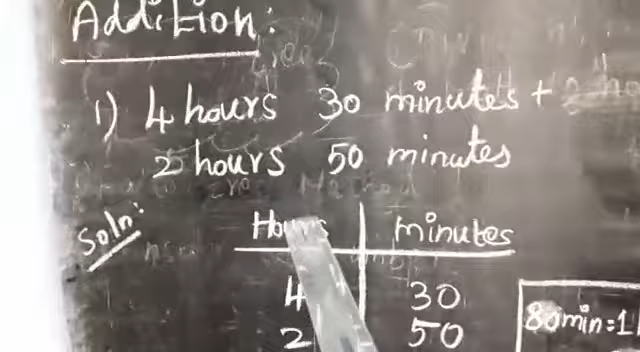 Addition:
1) 4 hours 30 minutes +
2 hours 50 minutes
Soln:
Hours minutes
4 30
2 50
80min=1